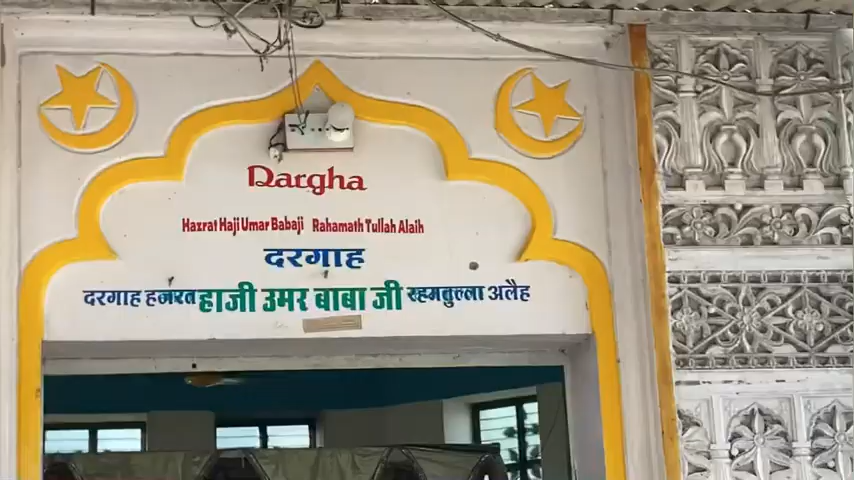 Dargha
Hazrat Haji Umar Babaji Rahamath Tullah Alaih
दरगाह
दरगाह हजरत हाजी उमर बाबा जी रहमतुल्ला अलैह